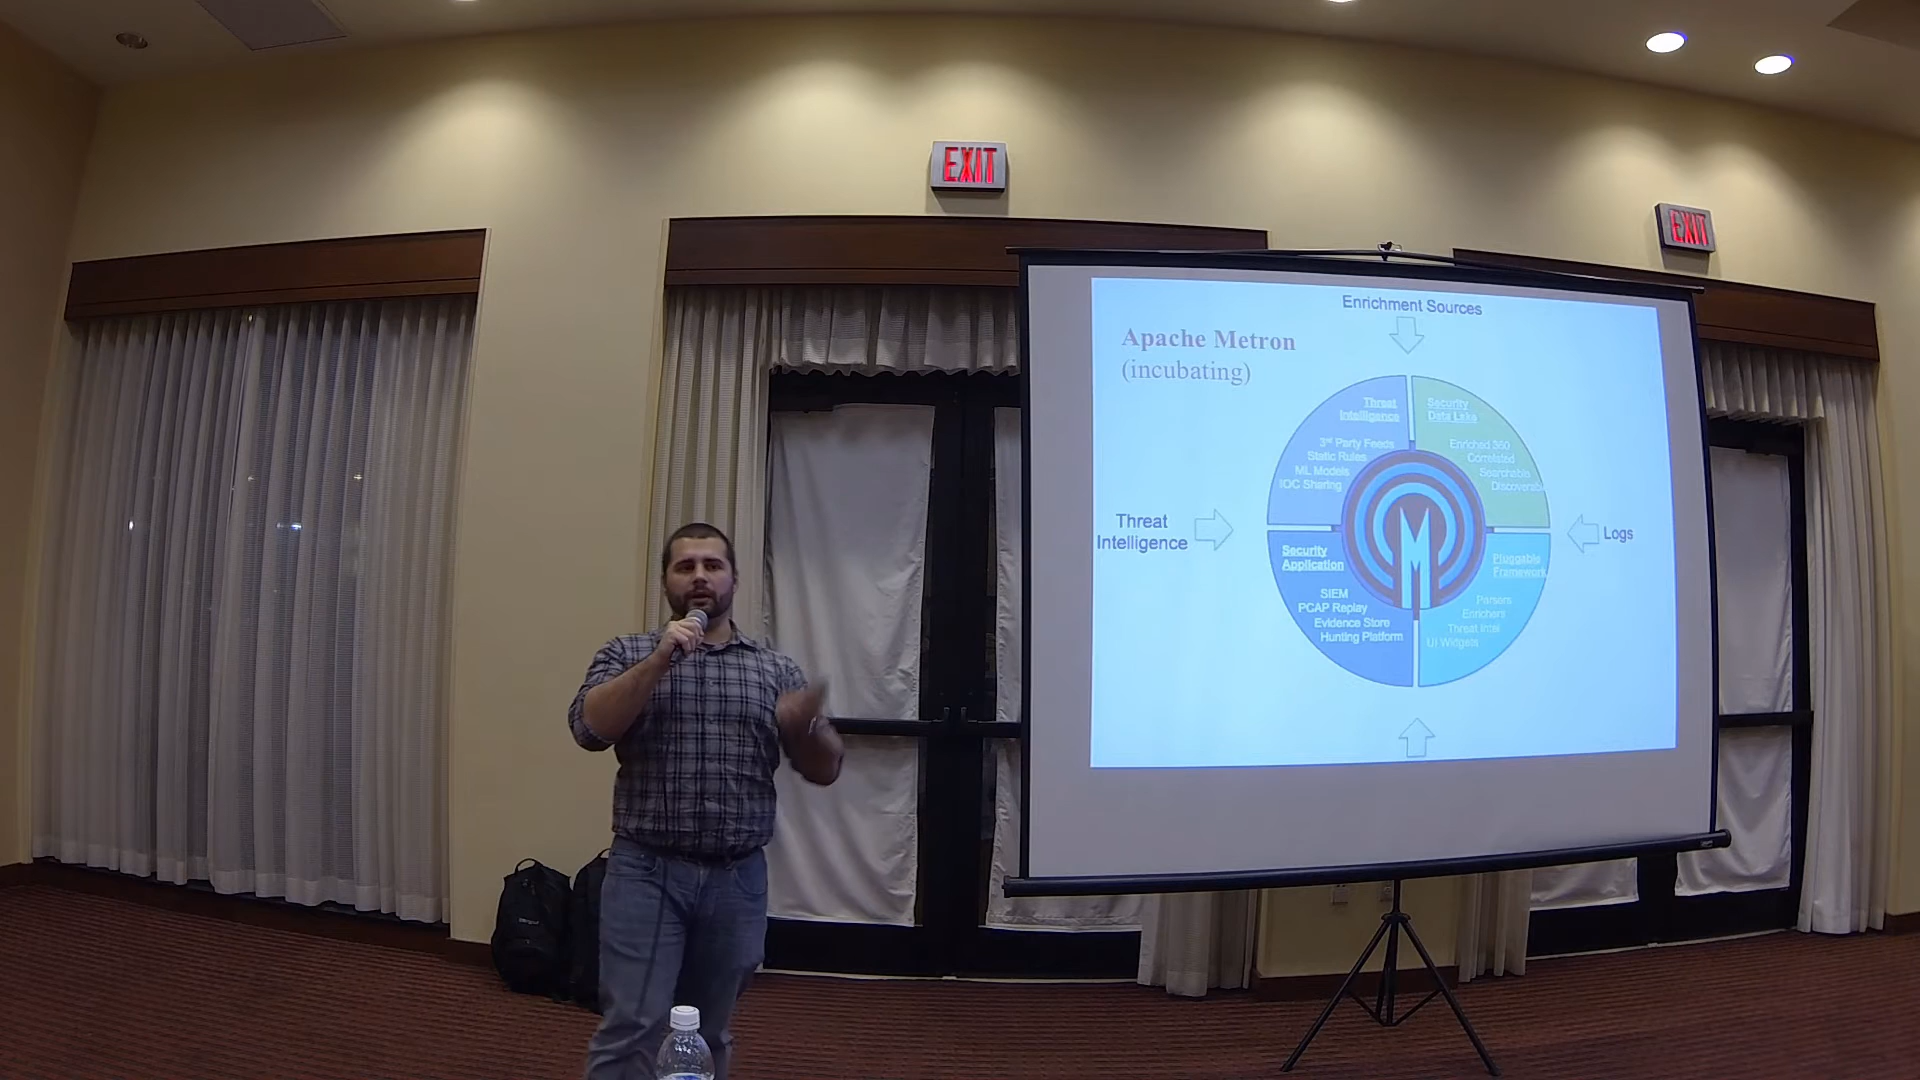 EXIT
EXIT
Enrichment Sources
Apache Metron
(incubating)
Threat
Intelligence
3rd Party Feeds
Static Rules
ML Models
IOC Sharing
Security
Data Lake
Enriched 360
Correlated
Searchable
Discoverable
Threat
Intelligence
Logs
Security
Application
SIEM
PCAP Replay
Evidence Store
Hunting Platform
Pluggable
Framework
Parsers
Enrichers
Threat Intel
UI Widgets
M